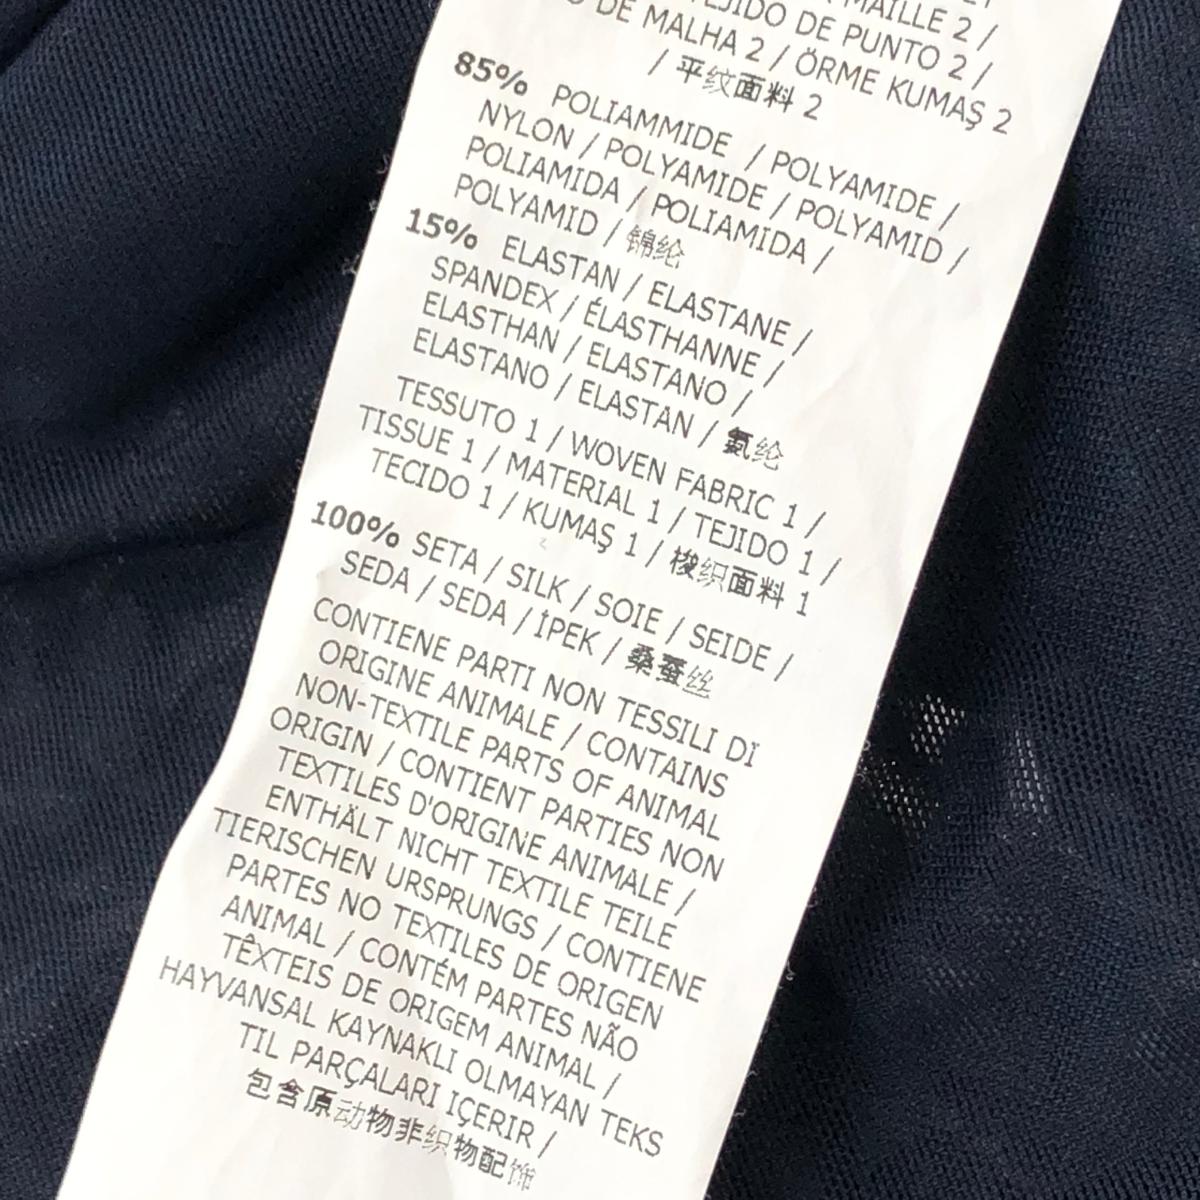 MAILLE 2 /
TEJIDO DE PUNTO 2 /
DE MALHA 2 / ÖRME KUMAŞ 2
/ 平纹面料 2
85% POLIAMMIDE / POLYAMIDE /
NYLON / POLYAMIDE / POLYAMID /
POLIAMIDA / POLIAMIDA /
POLYAMID / 锦纶
15% ELASTAN / ELASTANE /
SPANDEX / ÉLASTHANNE /
ELASTHAN / ELASTANO /
ELASTANO / ELASTAN / 氨纶
TESSUTO 1 / WOVEN FABRIC 1 /
TISSUE 1 / MATERIAL 1 / TEJIDO 1 /
TECIDO 1 / KUMAŞ 1 / 梭织面料 1
100% SETA / SILK / SOIE / SEIDE /
SEDA / SEDA / İPEK / 桑蚕丝
CONTIENE PARTI NON TESSILI DI
ORIGINE ANIMALE / CONTAINS
NON-TEXTILE PARTS OF ANIMAL
ORIGIN / CONTIENT PARTIES NON
TEXTILES D'ORIGINE ANIMALE /
ENTHÄLT NICHT TEXTILE TEILE
TIERISCHEN URSPRUNGS / CONTIENE
PARTES NO TEXTILES DE ORIGEN
ANIMAL / CONTÉM PARTES NÃO
TÊXTEIS DE ORIGEM ANIMAL /
HAYVANSAL KAYNAKLI OLMAYAN TEKS
TIL PARÇALARI IÇERIR /
包含原动物非织物配饰